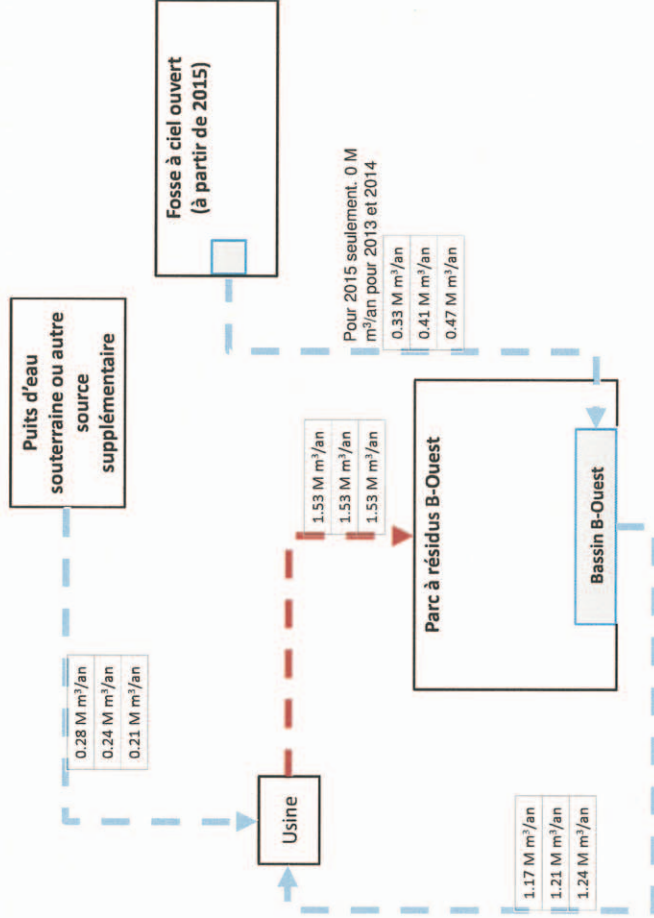 Puits d'eau
souterraine ou autre
source
supplémentaire
Fosse à ciel ouvert
(à partir de 2015)
0.28 M m³/an
0.24 M m³/an
0.21 M m³/an
Pour 2015 seulement. 0 M
m³/an pour 2013 et 2014
0.33 M m³/an
0.41 M m³/an
0.47 M m³/an
Usine
1.53 M m³/an
1.53 M m³/an
1.53 M m³/an
Parc à résidus B-Ouest
Bassin B-Ouest
1.17 M m³/an
1.21 M m³/an
1.24 M m³/an